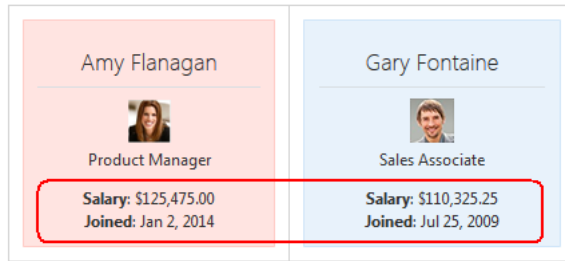 Amy Flanagan
Product Manager
Salary: $125,475.00
Joined: Jan 2, 2014
Gary Fontaine
Sales Associate
Salary: $110,325.25
Joined: Jul 25, 2009